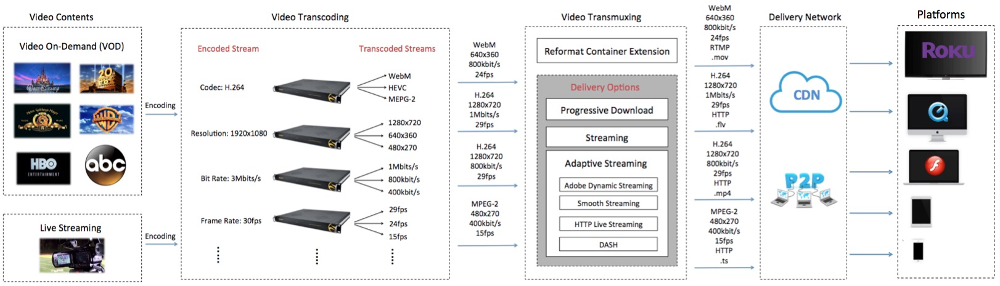 Video Contents
Video On-Demand (VOD)
WALT DISNEY
20
HBO
ENTERTAINMENT
abc
Live Streaming
Encoding
Encoding
Video Transcoding
Encoded Stream
Transcoded Streams
Codec: H.264
WebM
HEVC
MEPG-2
Resolution: 1920x1080
1280x720
640x360
480x270
Bit Rate: 3Mbits/s
1Mbits/s
800kbit/s
400kbit/s
Frame Rate: 30fps
29fps
24fps
15fps
WebM
640x360
800kbit/s
24fps
H.264
1280x720
1Mbits/s
29fps
H.264
1280x720
800kbit/s
29fps
MPEG-2
480x270
400kbit/s
15fps
Video Transmuxing
Reformat Container Extension
Delivery Options
Progressive Download
Streaming
Adaptive Streaming
Adobe Dynamic Streaming
Smooth Streaming
HTTP Live Streaming
DASH
WebM
640x360
800kbit/s
24fps
RTMP
.mov
H.264
1280x720
1Mbits/s
29fps
HTTP
.flv
H.264
1280x720
800kbit/s
29fps
HTTP
.mp4
MPEG-2
480x270
400kbit/s
15fps
HTTP
.ts
Delivery Network
CDN
P2P
Platforms
ROKU